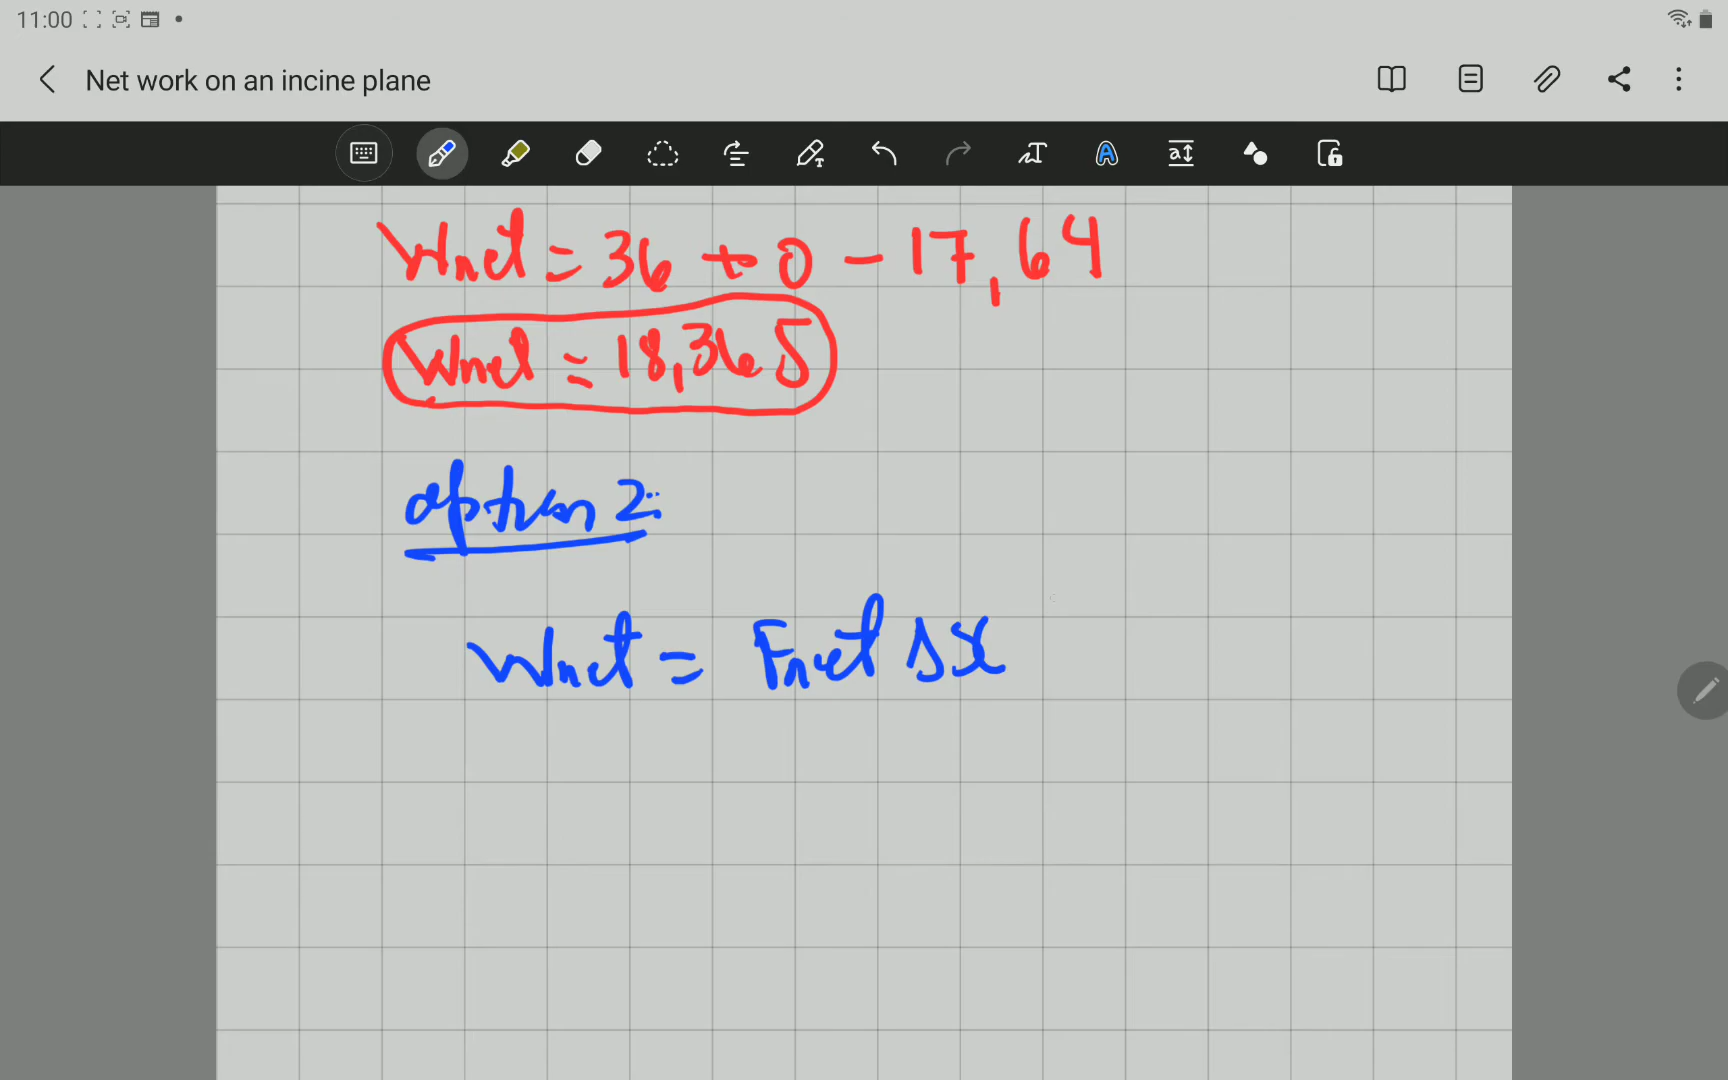 11:00
Net work on an incine plane
Wnet = 36 + 0 - 17,64
Wnet = 18,36 J
option 2:
Wnet = Fnet Δx